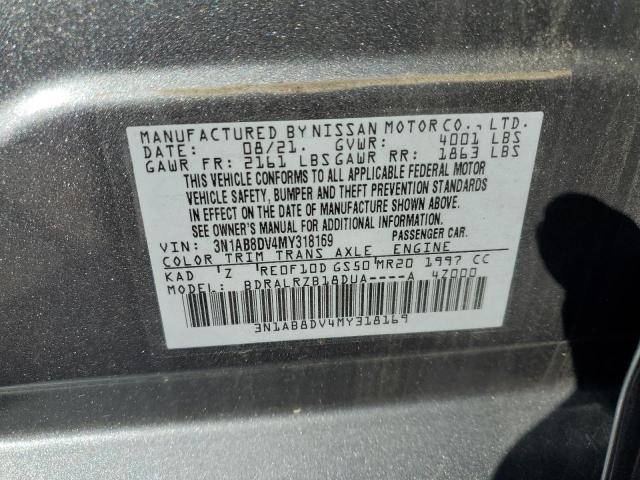 MANUFACTURED BY NISSAN MOTOR CO., LTD.
DATE: 08/21. GVWR: 4001 LBS
GAWR FR: 2161 LBS GAWR RR: 1863 LBS
THIS VEHICLE CONFORMS TO ALL APPLICABLE FEDERAL MOTOR
VEHICLE SAFETY, BUMPER AND THEFT PREVENTION STANDARDS
IN EFFECT ON THE DATE OF MANUFACTURE SHOWN ABOVE.
SEE OWNER'S MANUAL FOR ADDITIONAL INFORMATION.
VIN: 3N1AB8DV4MY318169 PASSENGER CAR.
COLOR TRIM TRANS AXLE ENGINE
KAD Z RE0F10D GS50 MR20 1997 CC
MODEL: BDRALRZB18DUA----A 4Z000
3N1AB8DV4MY318169